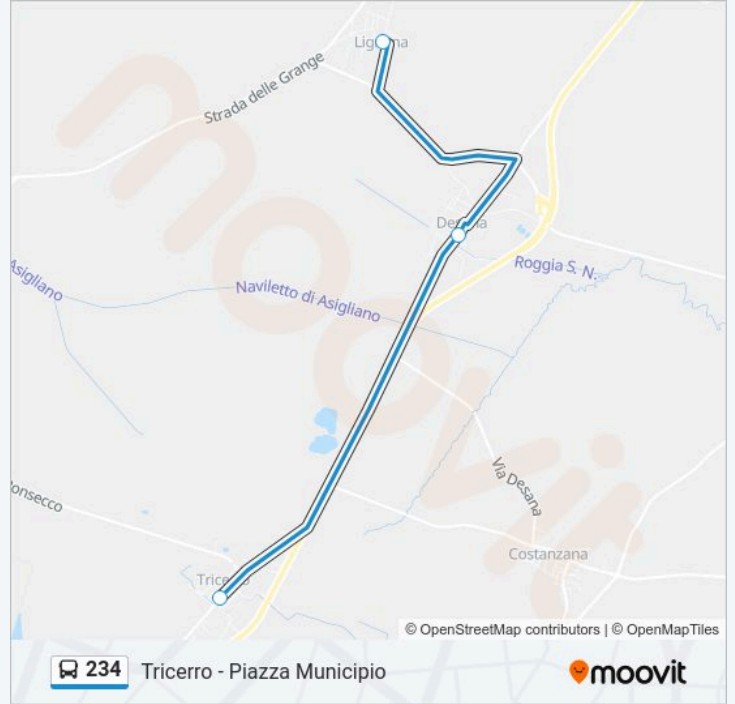 Strada delle Grange
Roggia S. N.
Asigliano
Naviletto di Asigliano
Via Desana
Costanzana
© OpenStreetMap contributors | © OpenMapTiles
234 Tricerro - Piazza Municipio
moovit
moovit